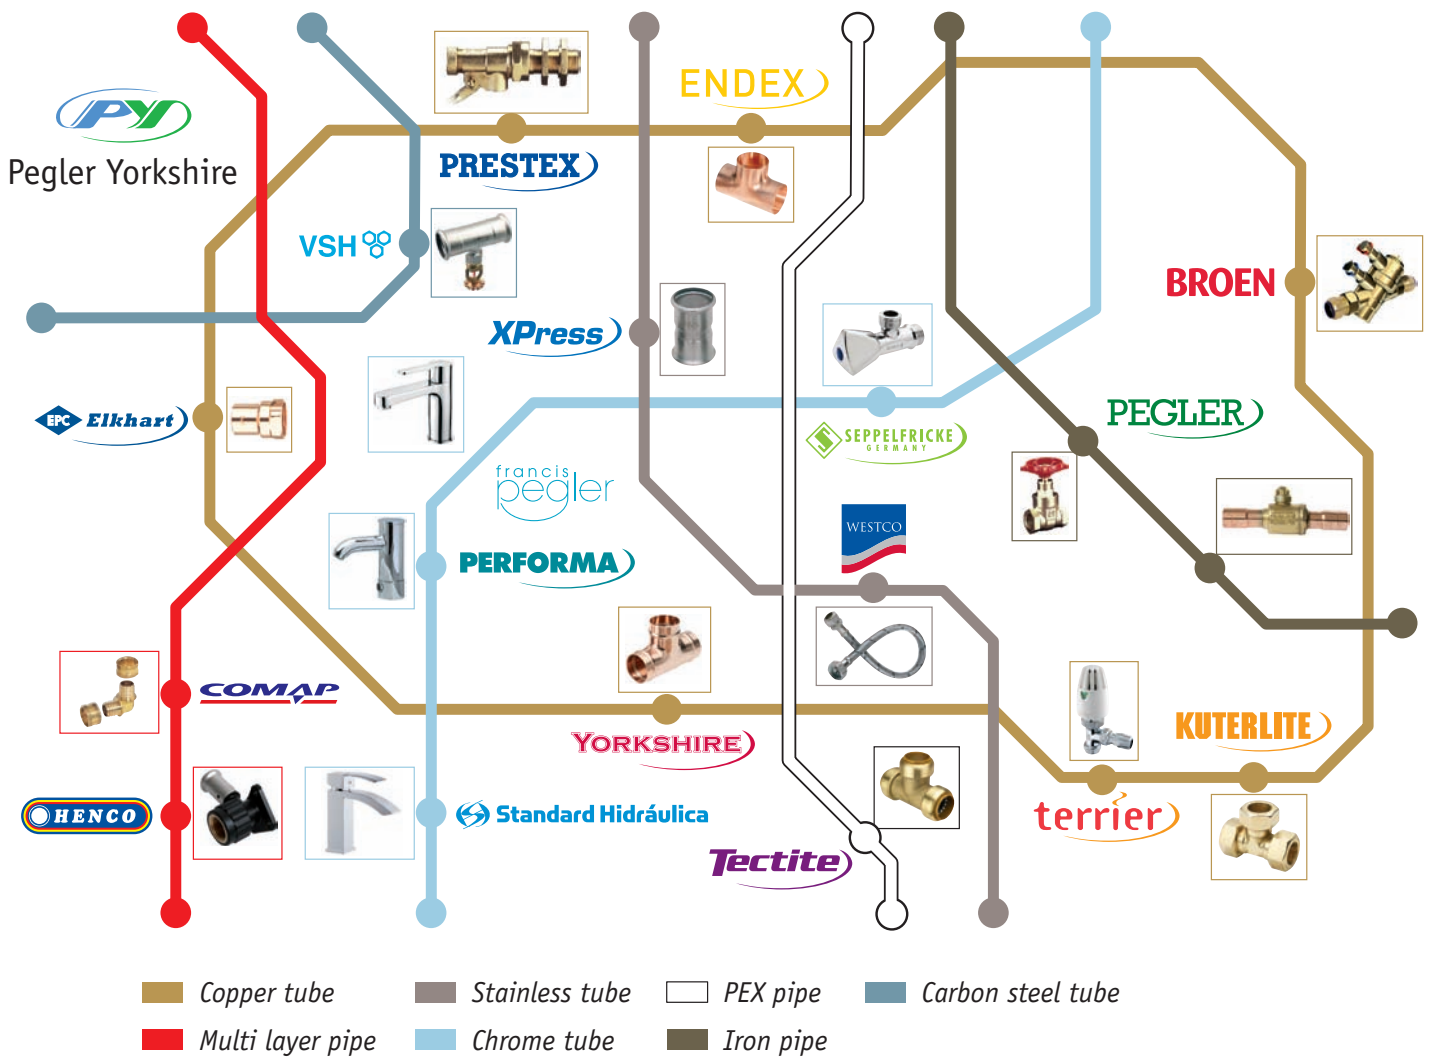 ENDEX
PY
Pegler Yorkshire
PRESTEX
VSH
BROEN
XPress
EPC Elkhart
PEGLER
SEPPELFRICKE
GERMANY
francis
pegler
WESTCO
PERFORMA
COMAP
YORKSHIRE
KUTERLITE
HENCO
Standard Hidráulica
terrier
Tectite
Copper tube
Stainless tube
PEX pipe
Carbon steel tube
Multi layer pipe
Chrome tube
Iron pipe